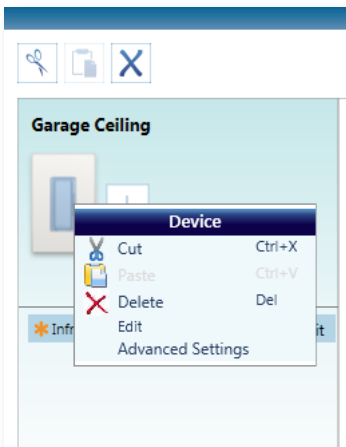 Garage Ceiling
Device
Cut Ctrl+X
Paste Ctrl+V
Delete Del
Edit
Advanced Settings